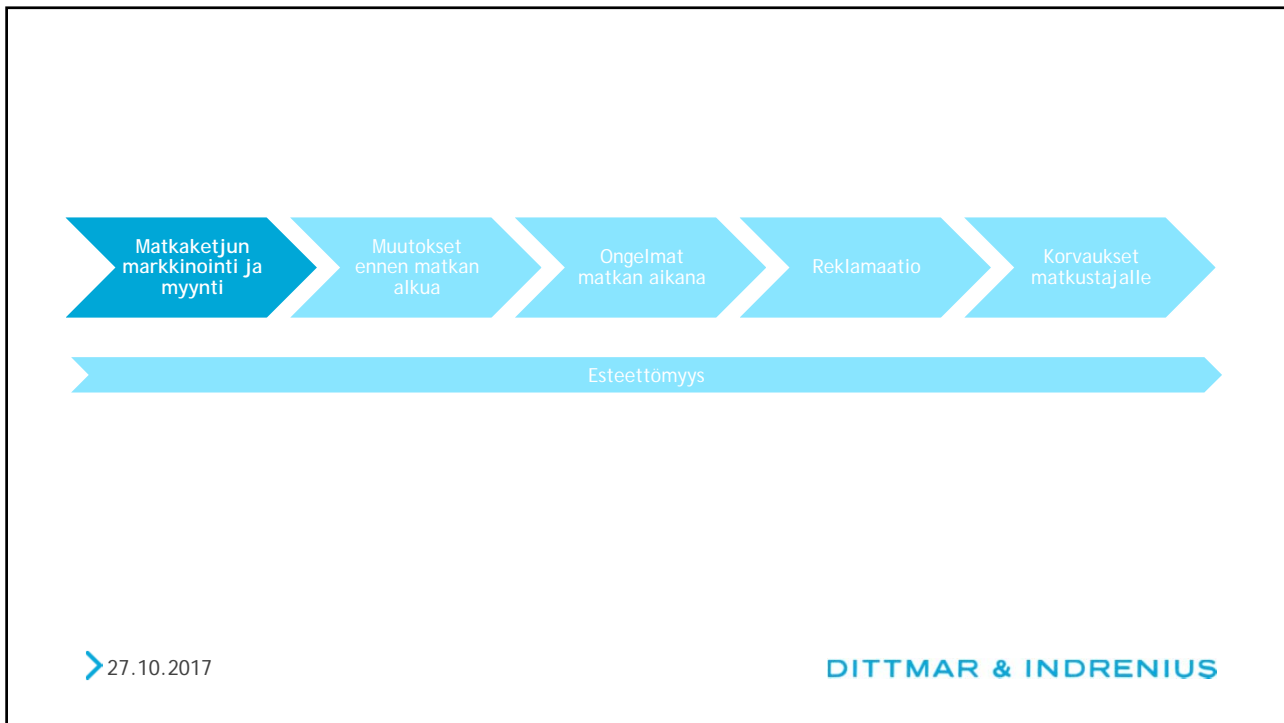 Matkaketjun
markkinointi ja
myynti
Muutokset
ennen matkan
alkua
Ongelmat
matkan aikana
Reklamaatio
Korvaukset
matkustajalle
Esteettömyys
27.10.2017
DITTMAR & INDRENIUS